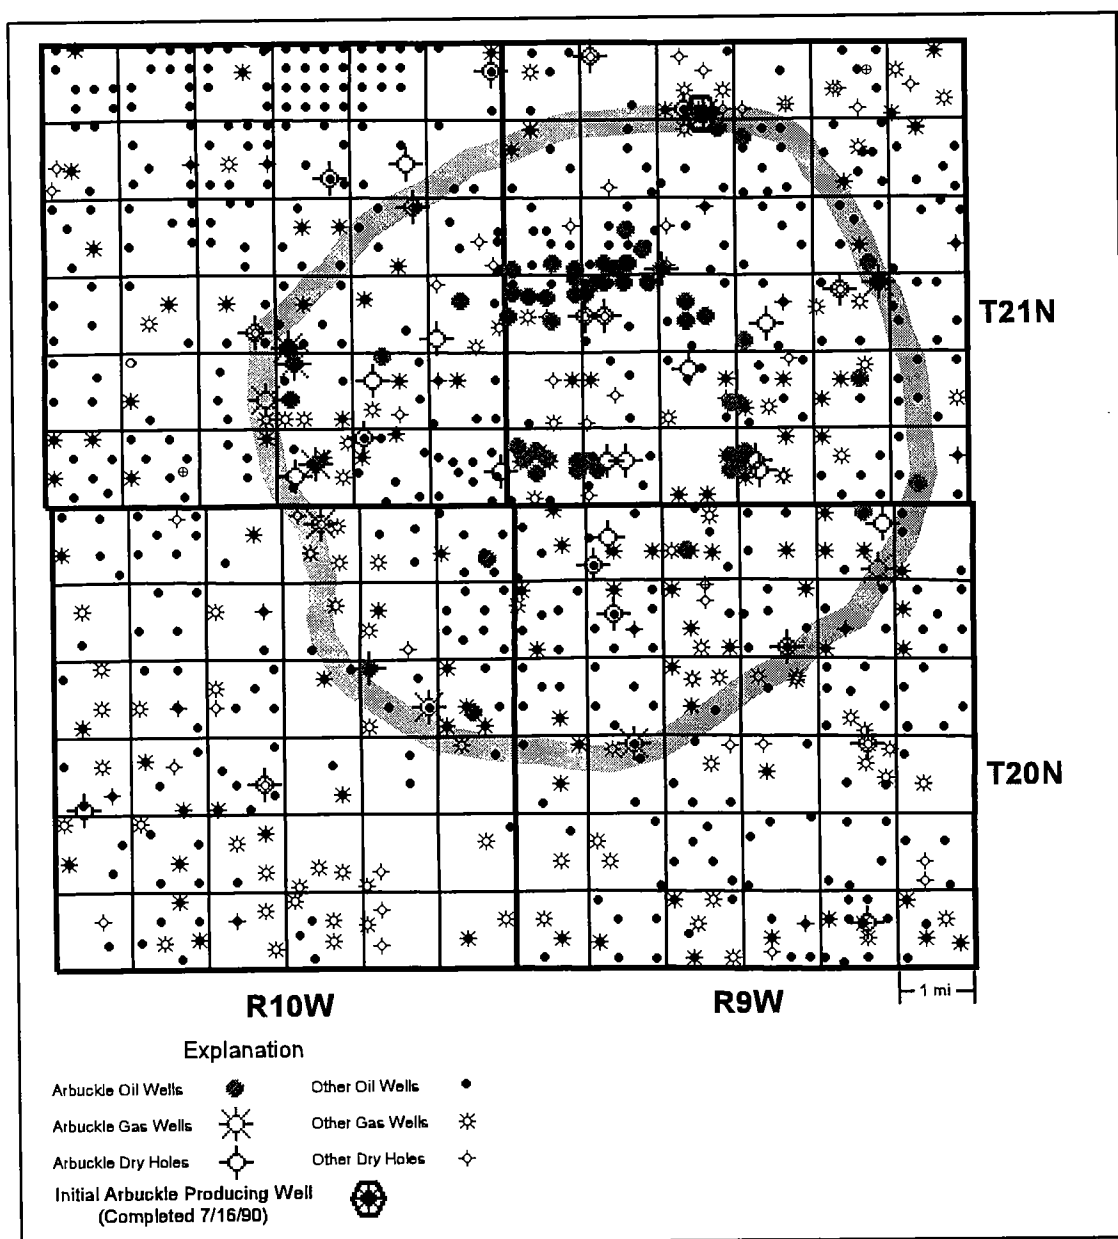 T21N
T20N
R10W
R9W
1 mi
Explanation
Arbuckle Oil Wells
Other Oil Wells
Arbuckle Gas Wells
Other Gas Wells
Arbuckle Dry Holes
Other Dry Holes
Initial Arbuckle Producing Well
(Completed 7/16/90)